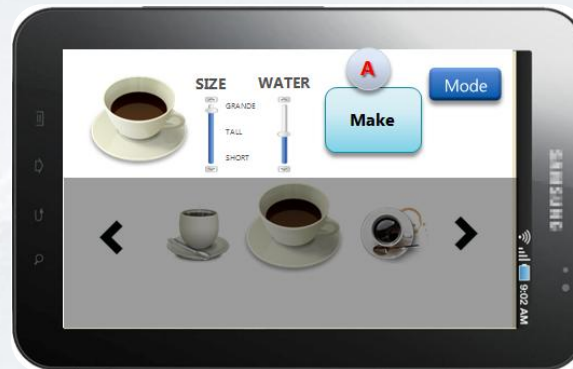 SIZE
WATER
A
Mode
GRANDE
TALL
SHORT
Make
SAMSUNG
9:02 AM